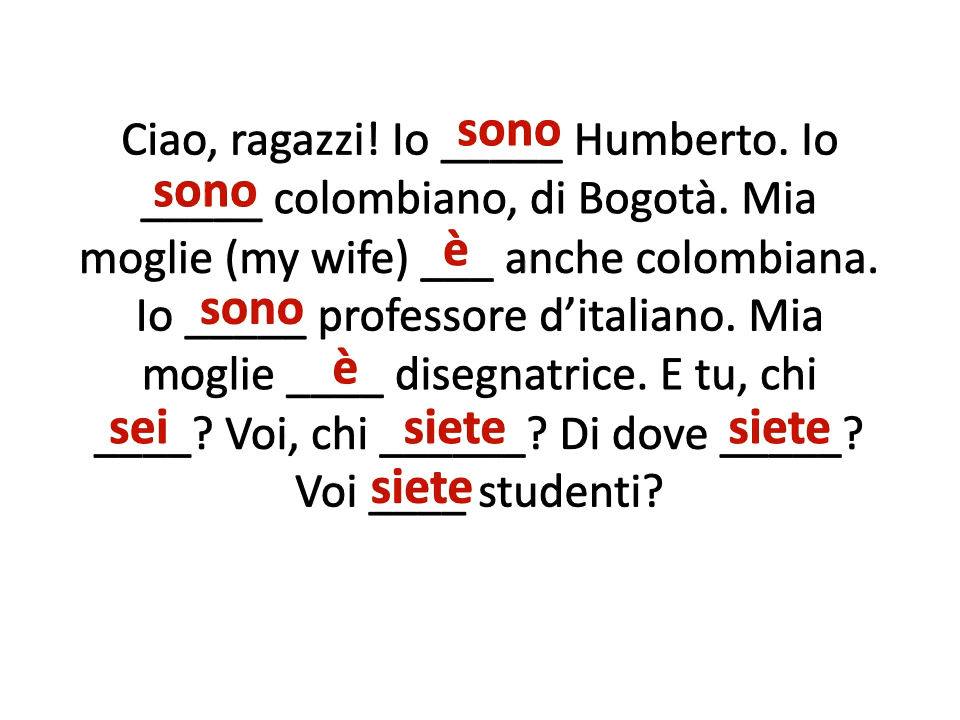 Ciao, ragazzi! Io sono Humberto. Io
sono colombiano, di Bogotà. Mia
moglie (my wife) è anche colombiana.
Io sono professore d’italiano. Mia
moglie è disegnatrice. E tu, chi
sei? Voi, chi siete? Di dove siete?
Voi siete studenti?